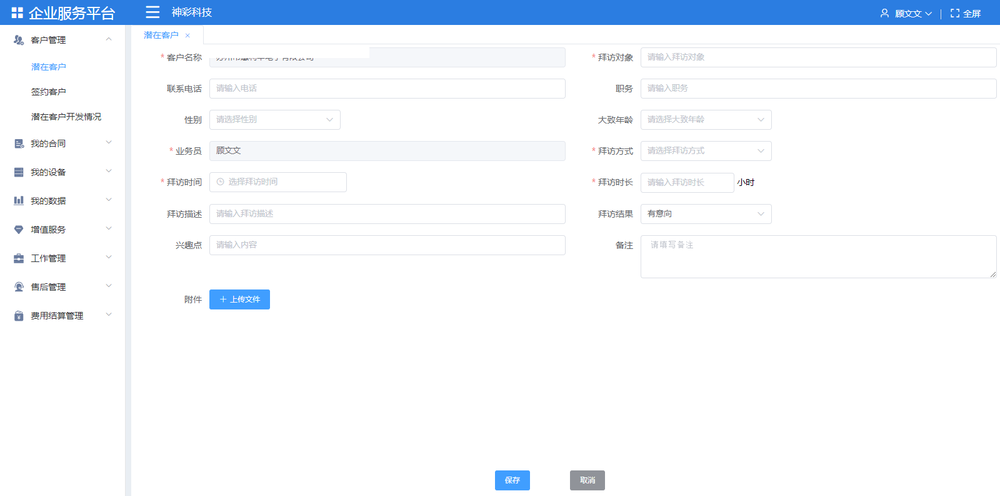 企业服务平台
神彩科技
顾文文
全屏
客户管理
潜在客户
签约客户
潜在客户开发情况
我的合同
我的设备
我的数据
增值服务
工作管理
售后管理
费用结算管理
潜在客户 ×
* 客户名称
* 拜访对象 请输入拜访对象
联系电话 请输入电话
职务 请输入职务
性别 请选择性别
大致年龄 请选择大致年龄
* 业务员 顾文文
* 拜访方式 请选择拜访方式
* 拜访时间 选择拜访时间
* 拜访时长 请输入拜访时长 小时
拜访描述 请输入拜访描述
拜访结果 有意向
兴趣点 请输入内容
备注 请填写备注
附件 + 上传文件
保存
取消